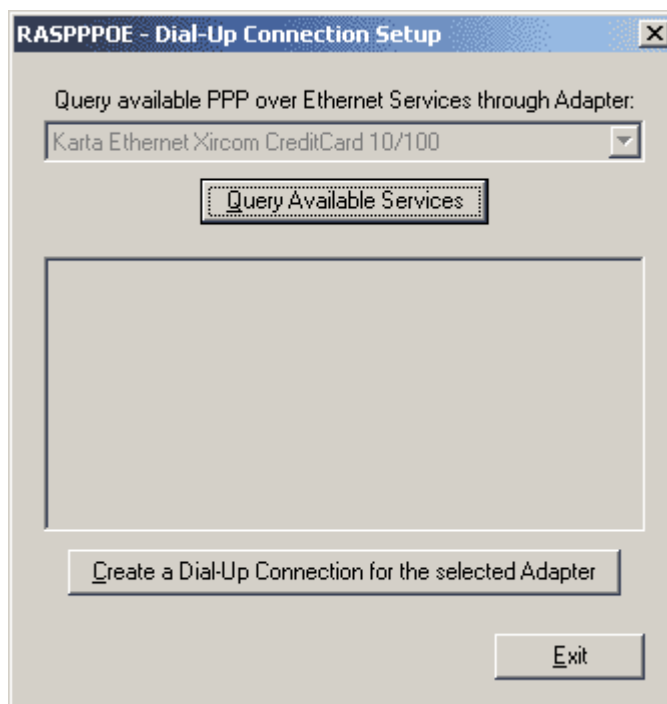 RASPPPOE - Dial-Up Connection Setup
Query available PPP over Ethernet Services through Adapter:
Karta Ethernet Xircom CreditCard 10/100
Query Available Services
Create a Dial-Up Connection for the selected Adapter
Exit